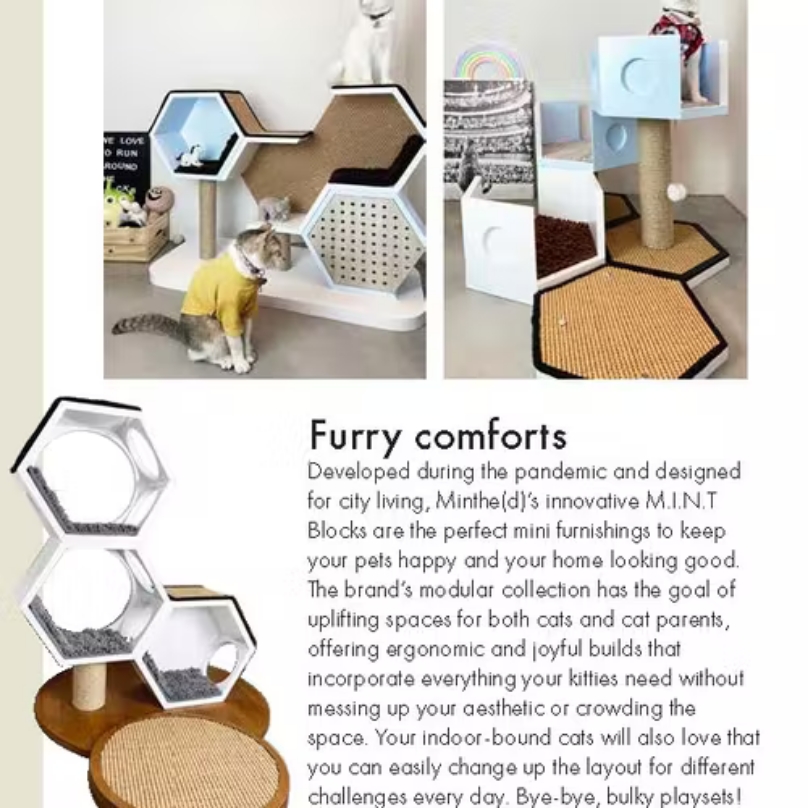 WE LOVE
TO RUN
AROUND
THE
Furry comforts
Developed during the pandemic and designed
for city living, Minthe(d)'s innovative M.I.N.T
Blocks are the perfect mini furnishings to keep
your pets happy and your home looking good.
The brand's modular collection has the goal of
uplifting spaces for both cats and cat parents,
offering ergonomic and joyful builds that
incorporate everything your kitties need without
messing up your aesthetic or crowding the
space. Your indoor-bound cats will also love that
you can easily change up the layout for different
challenges every day. Bye-bye, bulky playsets!